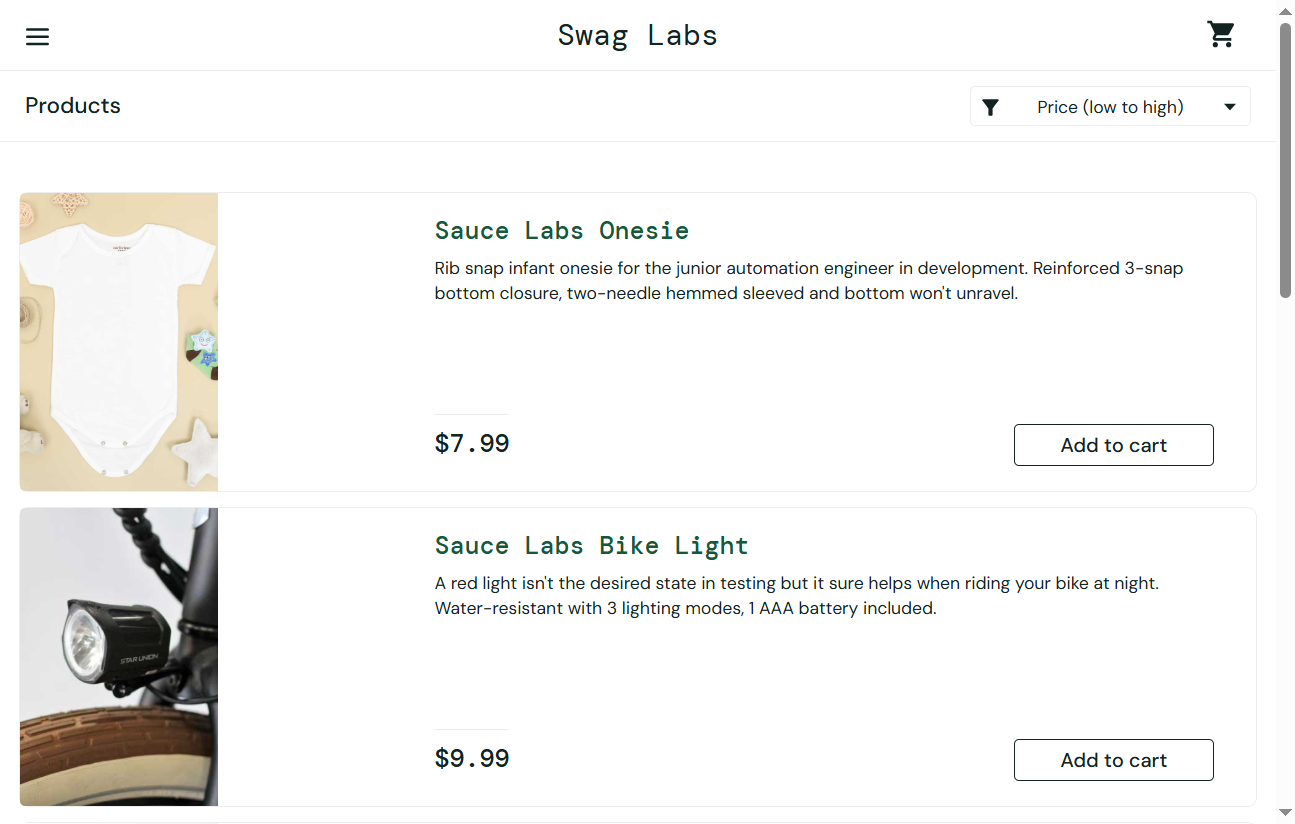 Swag Labs
Products
Price (low to high)
Sauce Labs Onesie
Rib snap infant onesie for the junior automation engineer in development. Reinforced 3-snap
bottom closure, two-needle hemmed sleeved and bottom won't unravel.
$7.99
Add to cart
Sauce Labs Bike Light
A red light isn't the desired state in testing but it sure helps when riding your bike at night.
Water-resistant with 3 lighting modes, 1 AAA battery included.
STAR UNION
$9.99
Add to cart